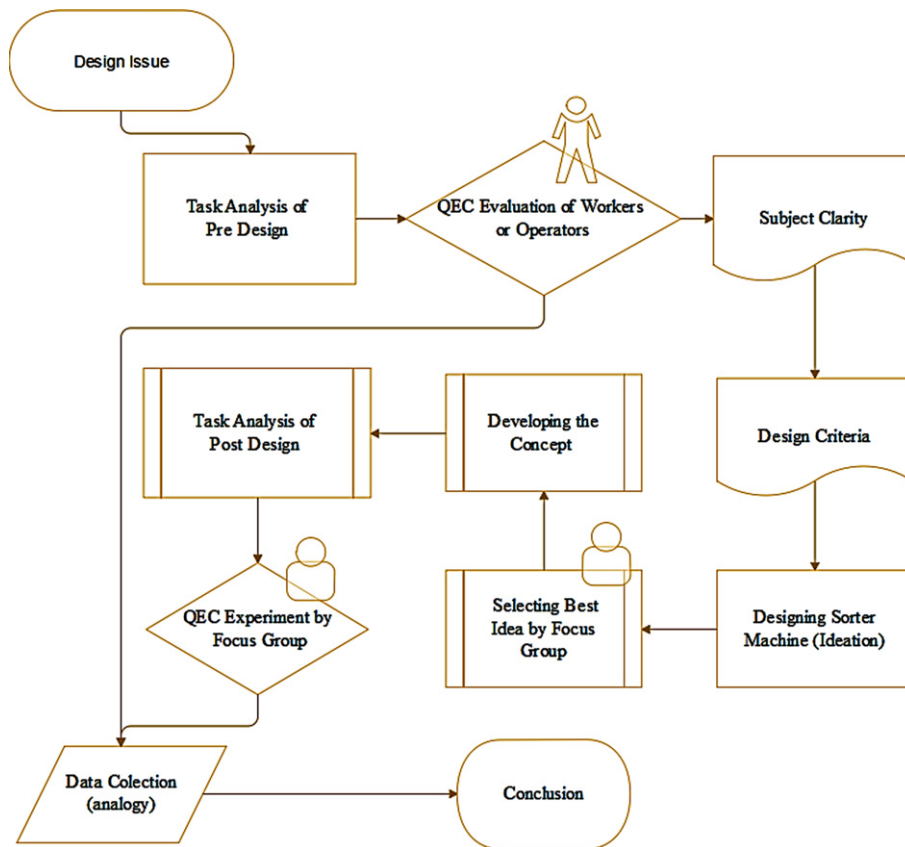 Design Issue
Task Analysis of
Pre Design
QEC Evaluation of Workers
or Operators
Subject Clarity
Task Analysis of
Post Design
Developing the
Concept
Design Criteria
QEC Experiment by
Focus Group
Selecting Best
Idea by Focus
Group
Designing Sorter
Machine (Ideation)
Data Colection
(analogy)
Conclusion